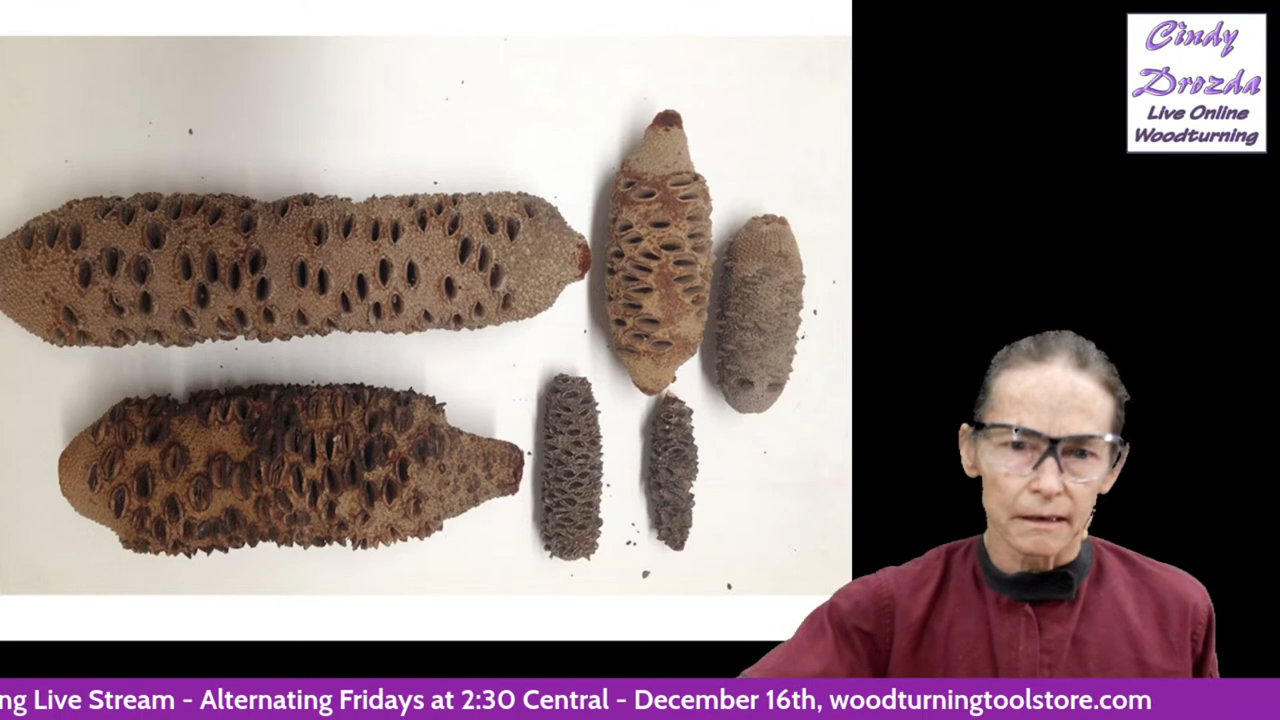 Cindy
Drozda
Live Online
Woodturning
ng Live Stream - Alternating Fridays at 2:30 Central - December 16th, woodturningtoolstore.com